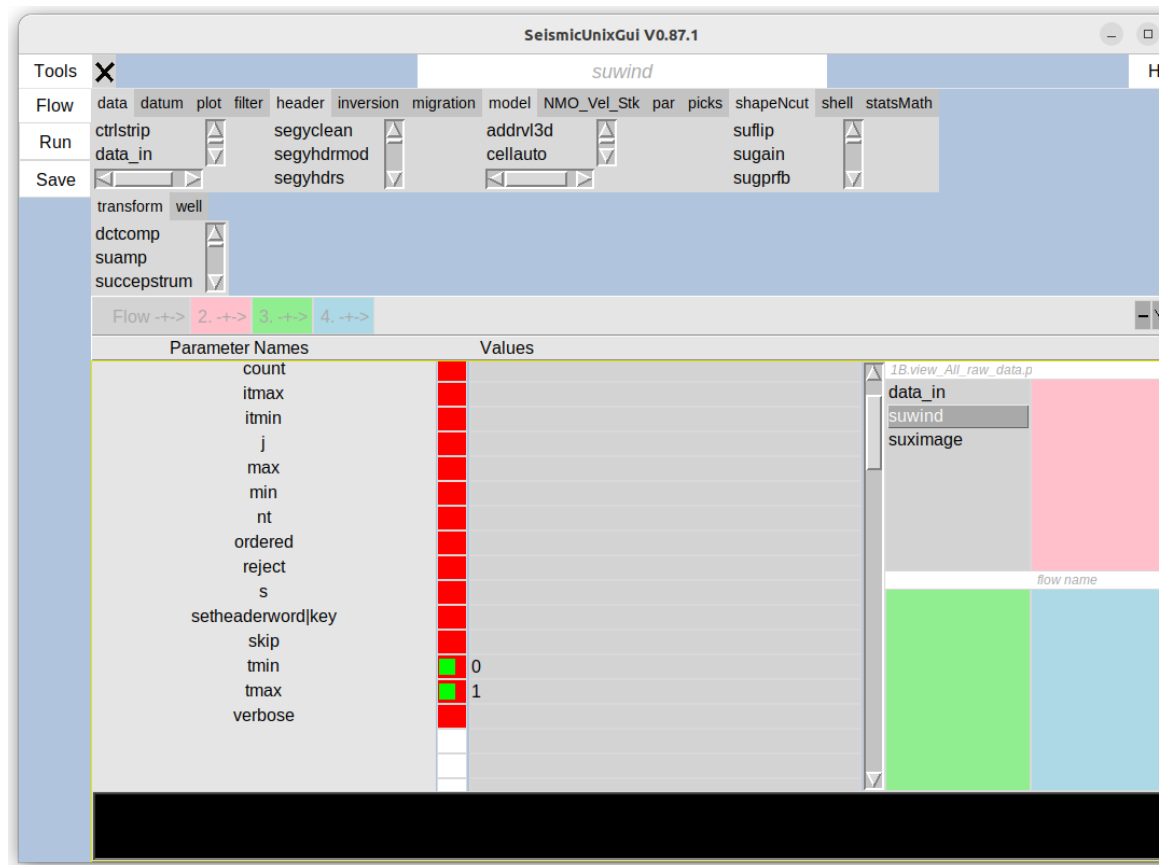 SeismicUnixGui V0.87.1
Tools suwind H
Flow data datum plot filter header inversion migration model NMO_Vel_Stk par picks shapeNcut shell statsMath
Run ctrlstrip segyclean addrvl3d suflip
data_in segyhdrmod cellauto sugain
Save segyhdrs sugprfb
transform well
dctcomp
suamp
succepstrum
Flow -+-> 2. -+-> 3. -+-> 4. -+->
Parameter Names Values
count 1B.view_All_raw_data.p
itmax data_in
itmin suwind
j suximage
max
min
nt
ordered
reject flow name
s
setheaderword|key
skip
tmin 0
tmax 1
verbose